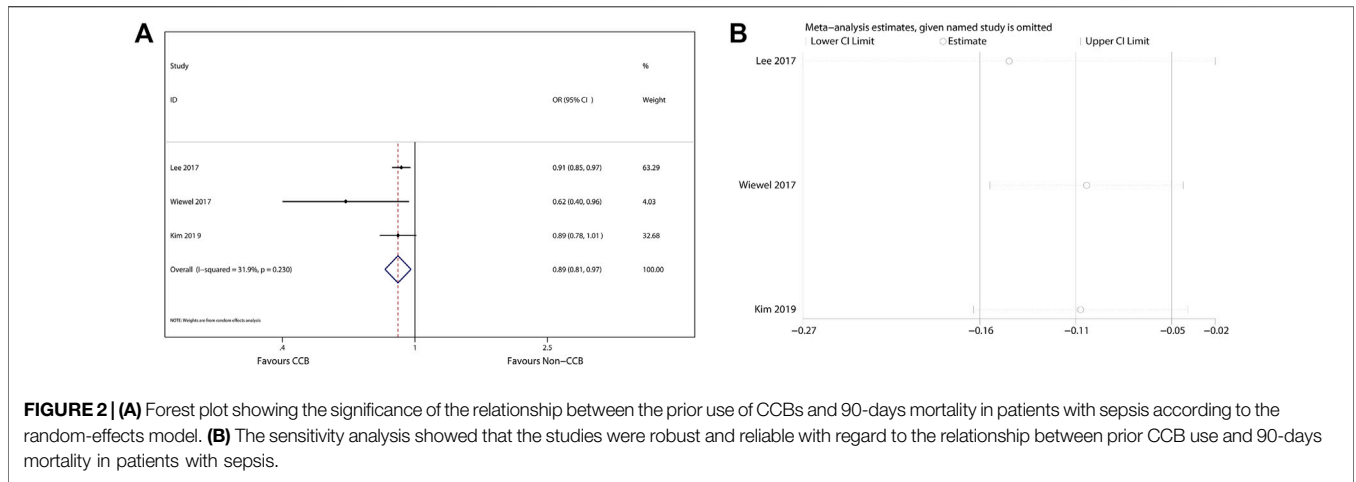 A
Study %
ID OR (95% CI ) Weight
Lee 2017 0.91 (0.85, 0.97) 63.29
Wiewel 2017 0.62 (0.40, 0.96) 4.03
Kim 201 9 0.89 (0.78, 1.01 ) 32.68
Overall (I−squared = 31.9%, p = 0.230) 0.89 (0.81, 0.97) 100.00
NOTE: Weights are from random effects analysis
.4 1 2.5
Favours CCB Favours Non−CCB
B
Meta−analysis estimates, given named study is omitted
Lower CI Limit Estimate Upper CI Limit
Lee 2017
Wiewel 2017
Kim 2019
−0.27 −0.16 −0.11 −0.05 −0.02
FIGURE 2 | (A) Forest plot showing the significance of the relationship between the prior use of CCBs and 90-days mortality in patients with sepsis according to the
random-effects model. (B) The sensitivity analysis showed that the studies were robust and reliable with regard to the relationship between prior CCB use and 90-days
mortality in patients with sepsis.